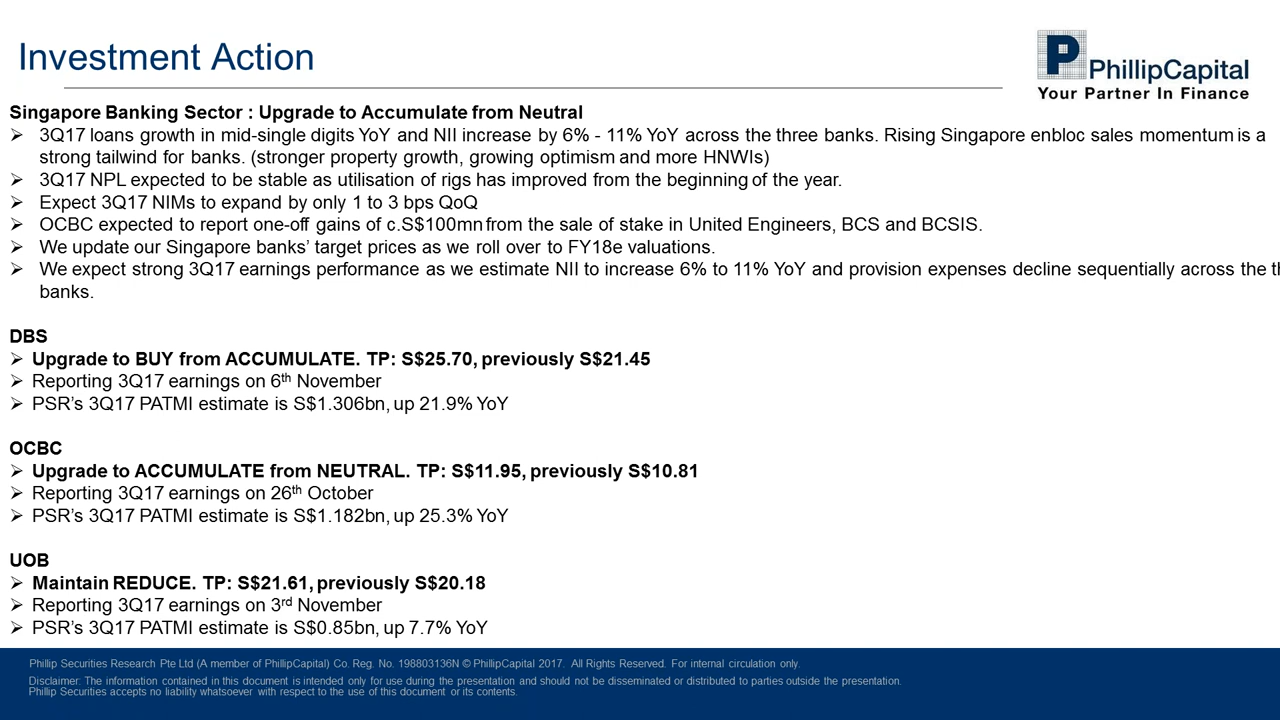 Investment Action
P PhillipCapital
Your Partner In Finance
Singapore Banking Sector : Upgrade to Accumulate from Neutral
➢ 3Q17 loans growth in mid-single digits YoY and NII increase by 6% - 11% YoY across the three banks. Rising Singapore enbloc sales momentum is a
strong tailwind for banks. (stronger property growth, growing optimism and more HNWIs)
➢ 3Q17 NPL expected to be stable as utilisation of rigs has improved from the beginning of the year.
➢ Expect 3Q17 NIMs to expand by only 1 to 3 bps QoQ
➢ OCBC expected to report one-off gains of c.S$100mn from the sale of stake in United Engineers, BCS and BCSIS.
➢ We update our Singapore banks’ target prices as we roll over to FY18e valuations.
➢ We expect strong 3Q17 earnings performance as we estimate NII to increase 6% to 11% YoY and provision expenses decline sequentially across the th
banks.
DBS
➢ Upgrade to BUY from ACCUMULATE. TP: S$25.70, previously S$21.45
➢ Reporting 3Q17 earnings on 6th November
➢ PSR’s 3Q17 PATMI estimate is S$1.306bn, up 21.9% YoY
OCBC
➢ Upgrade to ACCUMULATE from NEUTRAL. TP: S$11.95, previously S$10.81
➢ Reporting 3Q17 earnings on 26th October
➢ PSR’s 3Q17 PATMI estimate is S$1.182bn, up 25.3% YoY
UOB
➢ Maintain REDUCE. TP: S$21.61, previously S$20.18
➢ Reporting 3Q17 earnings on 3rd November
➢ PSR’s 3Q17 PATMI estimate is S$0.85bn, up 7.7% YoY
Phillip Securities Research Pte Ltd (A member of PhillipCapital) Co. Reg. No. 198803136N © PhillipCapital 2017. All Rights Reserved. For internal circulation only.
Disclaimer: The information contained in this document is intended only for use during the presentation and should not be disseminated or distributed to parties outside the presentation.
Phillip Securities accepts no liability whatsoever with respect to the use of this document or its contents.